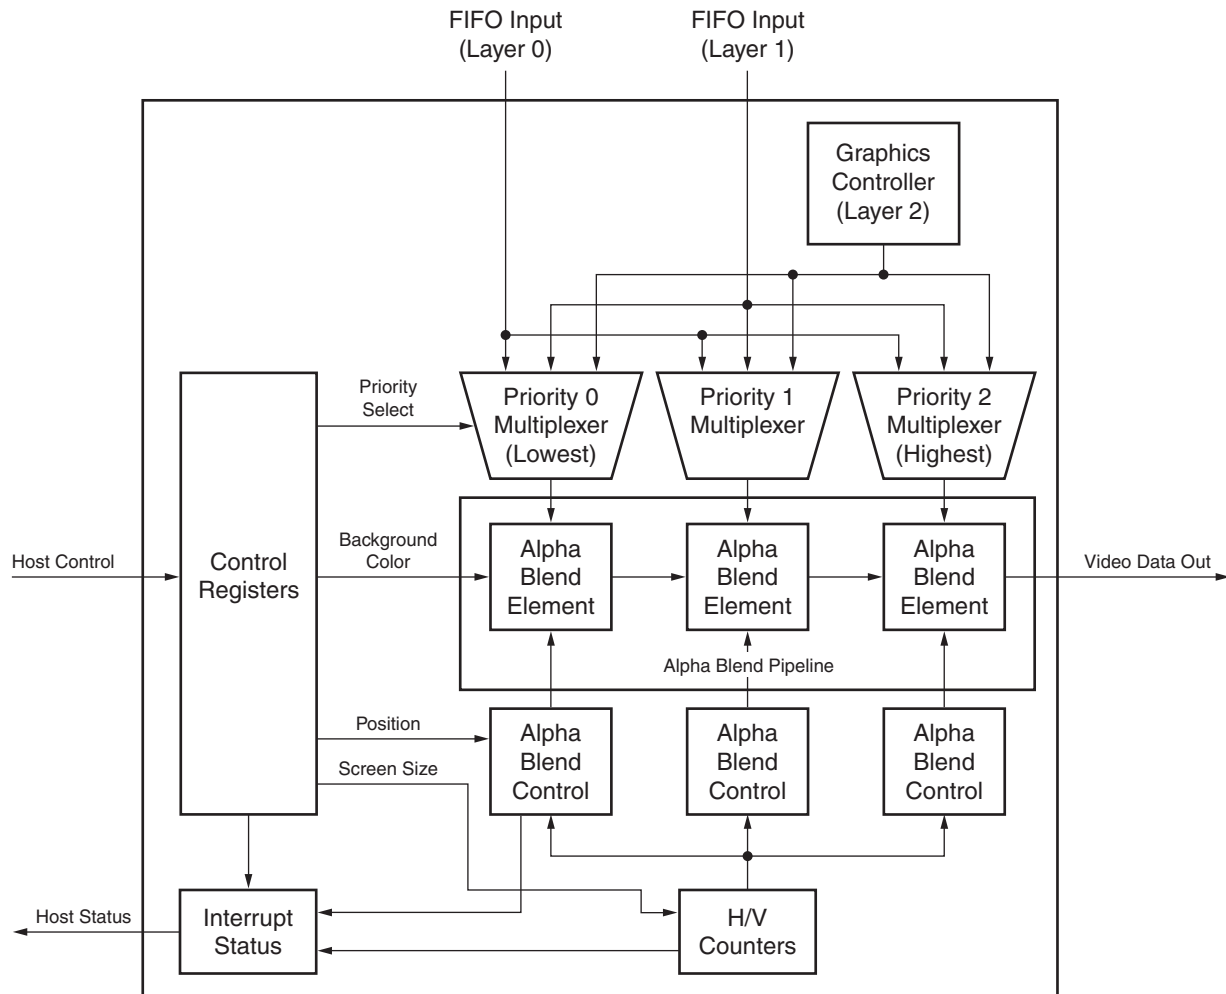 FIFO Input
(Layer 0)
FIFO Input
(Layer 1)
Graphics
Controller
(Layer 2)
Priority
Select
Priority 0
Multiplexer
(Lowest)
Priority 1
Multiplexer
Priority 2
Multiplexer
(Highest)
Host Control
Control
Registers
Background
Color
Alpha
Blend
Element
Alpha
Blend
Element
Alpha
Blend
Element
Video Data Out
Alpha Blend Pipeline
Position
Screen Size
Alpha
Blend
Control
Alpha
Blend
Control
Alpha
Blend
Control
Host Status
Interrupt
Status
H/V
Counters